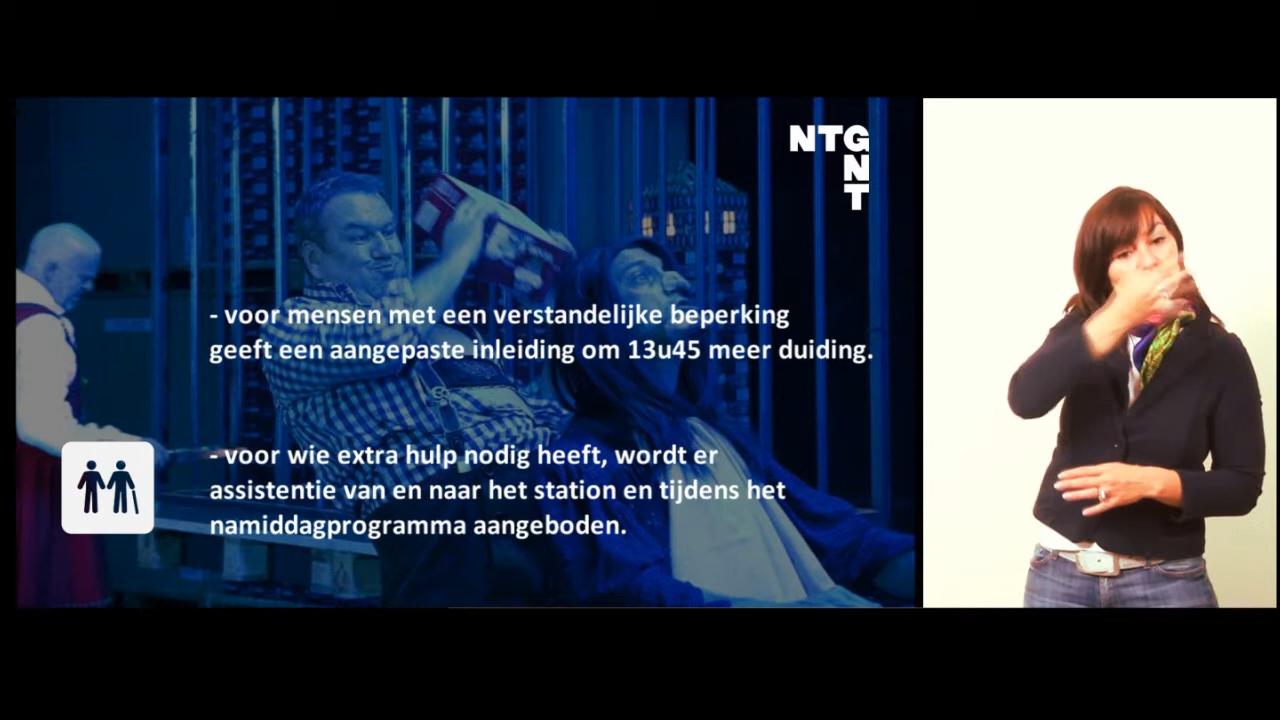 NTG
N
T
- voor mensen met een verstandelijke beperking
geeft een aangepaste inleiding om 13u45 meer duiding.
- voor wie extra hulp nodig heeft, wordt er
assistentie van en naar het station en tijdens het
namiddagprogramma aangeboden.